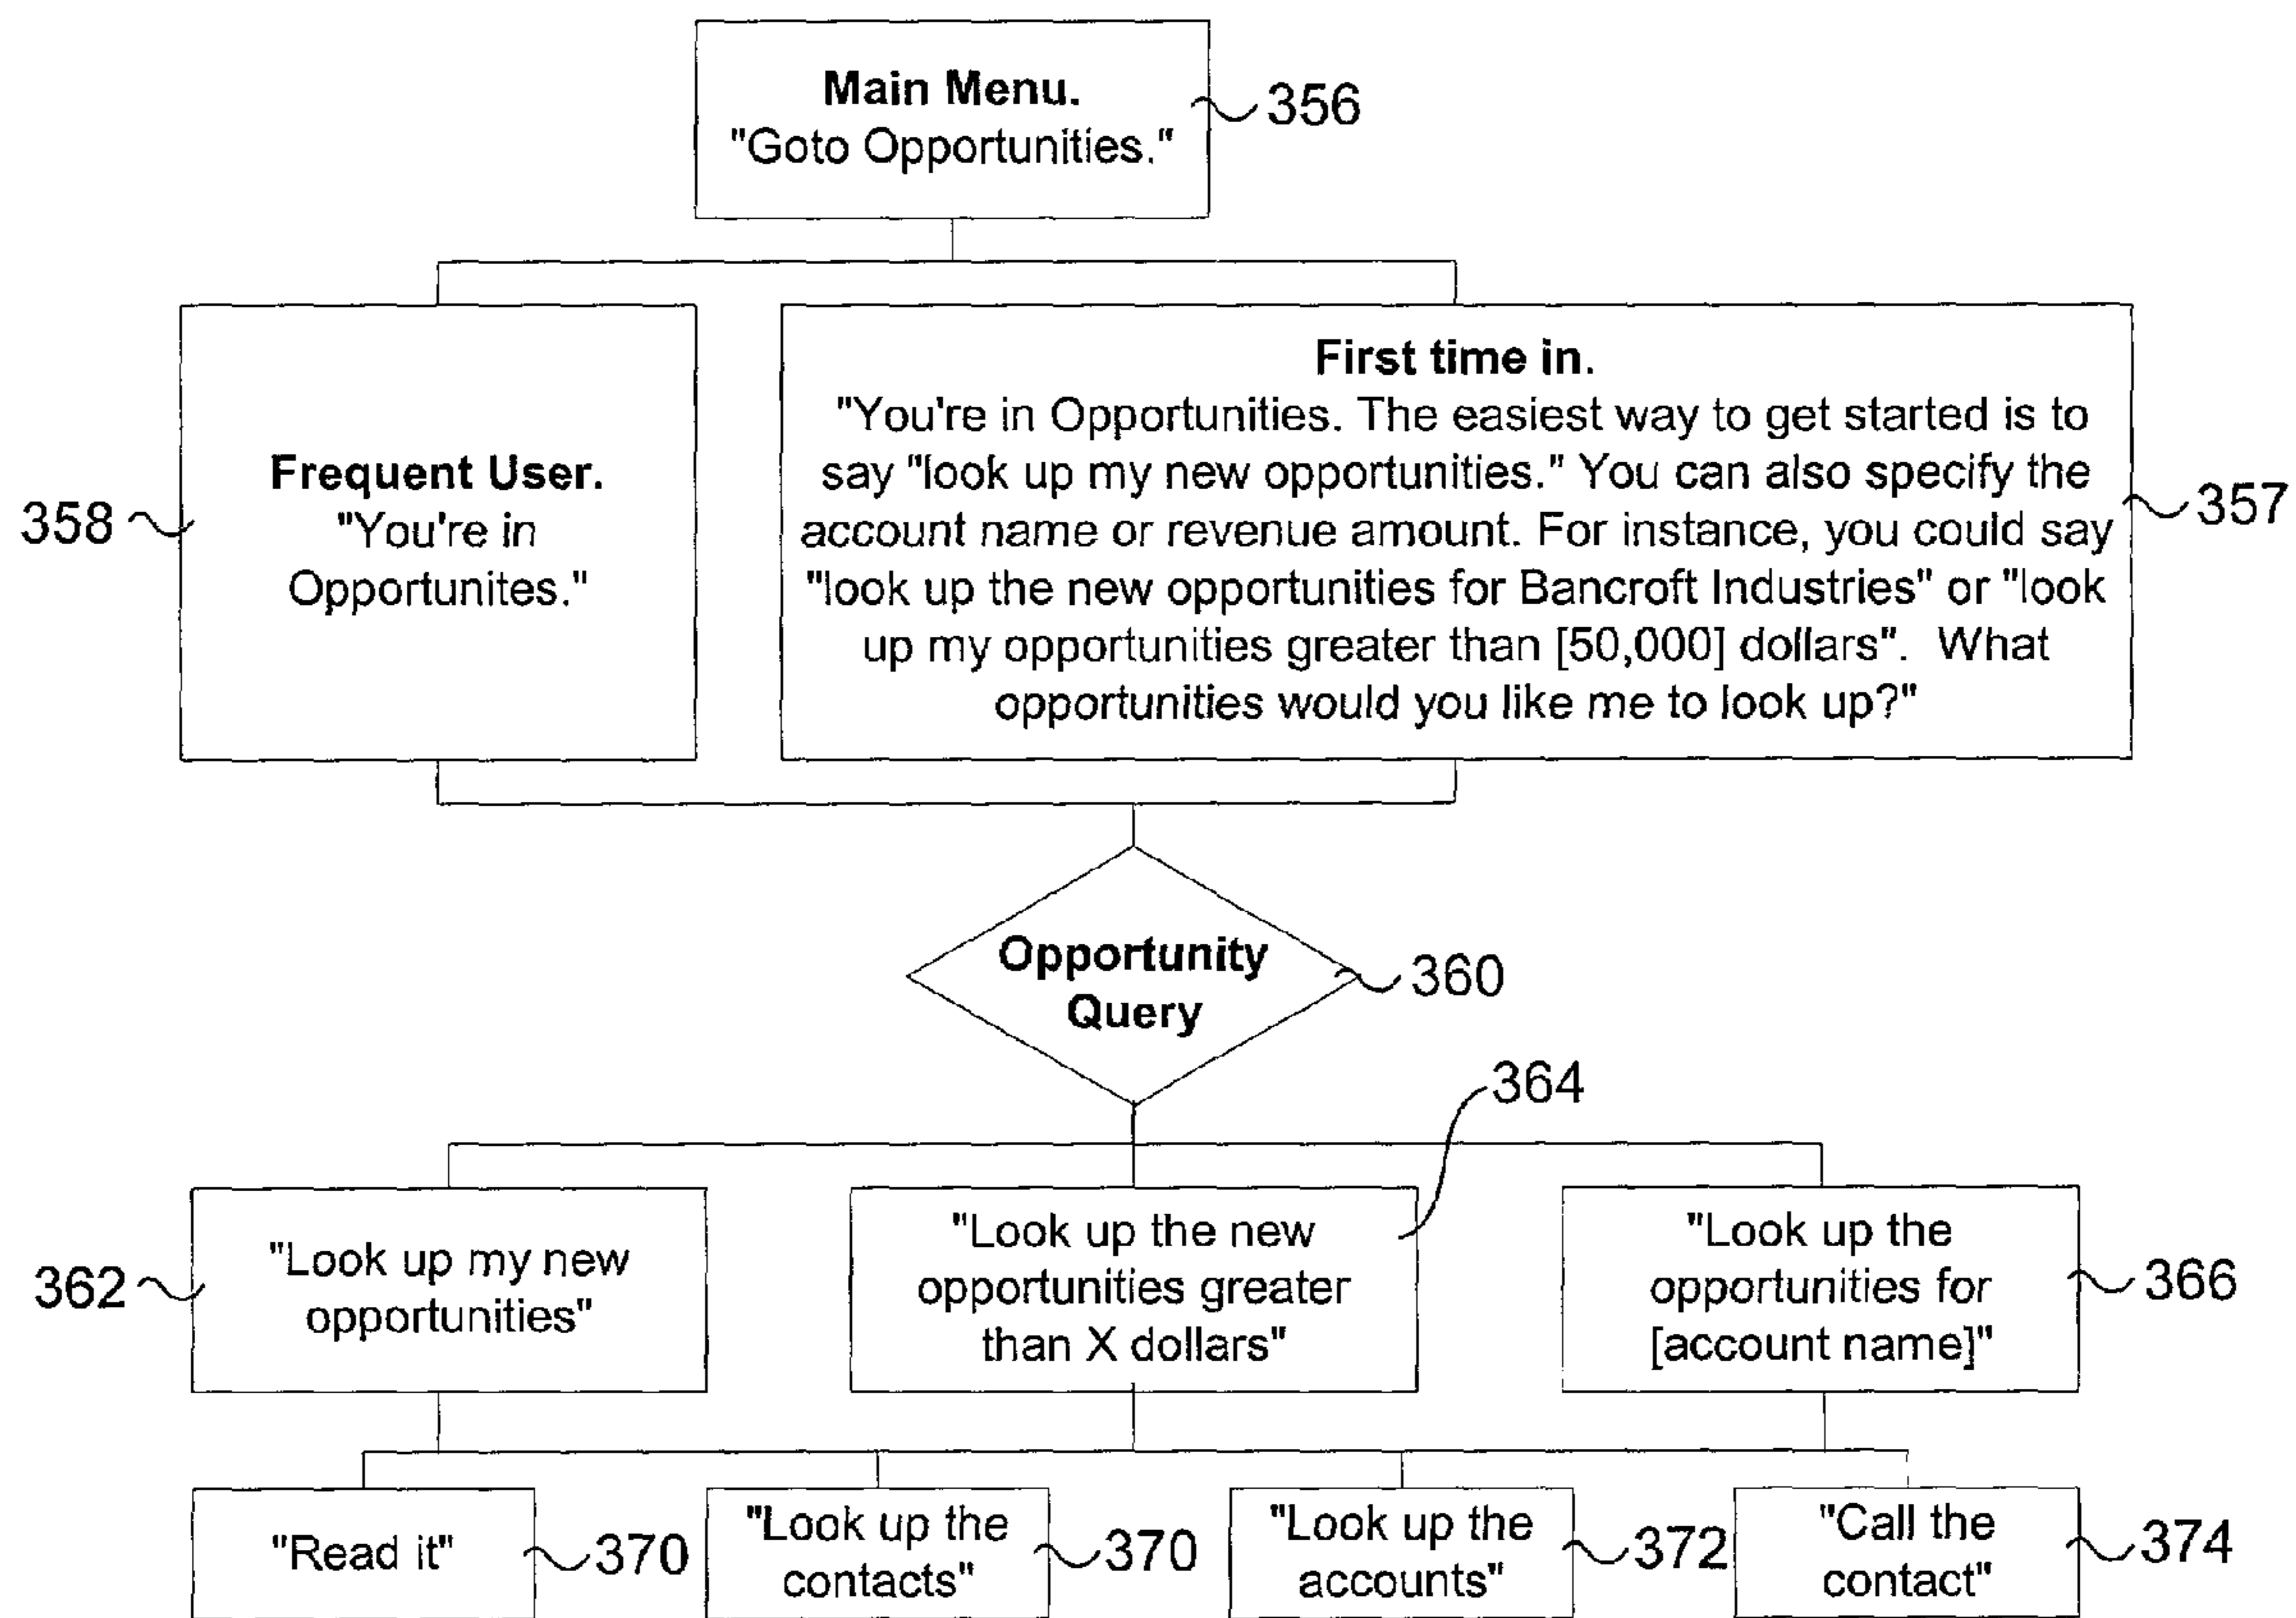 Main Menu.
"Goto Opportunities."
356
Frequent User.
"You're in
Opportunites."
358
First time in.
"You're in Opportunities. The easiest way to get started is to
say "look up my new opportunities." You can also specify the
account name or revenue amount. For instance, you could say
"look up the new opportunities for Bancroft Industries" or "look
up my opportunities greater than [50,000] dollars".  What
opportunities would you like me to look up?"
357
Opportunity
Query
360
364
362
"Look up my new
opportunities"
"Look up the new
opportunities greater
than X dollars"
"Look up the
opportunities for
[account name]"
366
"Read it"
370
"Look up the
contacts"
370
"Look up the
accounts"
372
"Call the
contact"
374